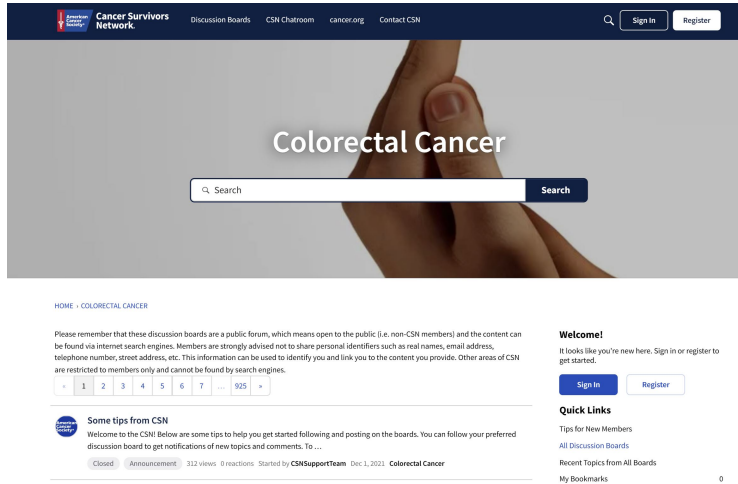 American Cancer Society
Cancer Survivors Network.
Discussion Boards
CSN Chatroom
cancer.org
Contact CSN
Sign In
Register
Colorectal Cancer
Search
Search
HOME › COLORECTAL CANCER
Please remember that these discussion boards are a public forum, which means open to the public (i.e. non-CSN members) and the content can
be found via internet search engines. Members are strongly advised not to share personal identifiers such as real names, email address,
telephone number, street address, etc. This information can be used to identify you and link you to the content you provide. Other areas of CSN
are restricted to members only and cannot be found by search engines.
« 1 2 3 4 5 6 7 … 925 »
American Cancer Society
Some tips from CSN
Welcome to the CSN! Below are some tips to help you get started following and posting on the boards. You can follow your preferred
discussion board to get notifications of new topics and comments. To …
Closed Announcement 312 views 0 reactions Started by CSNSupportTeam Dec 1, 2021 Colorectal Cancer
Welcome!
It looks like you're new here. Sign in or register to
get started.
Sign In
Register
Quick Links
Tips for New Members
All Discussion Boards
Recent Topics from All Boards
My Bookmarks 0